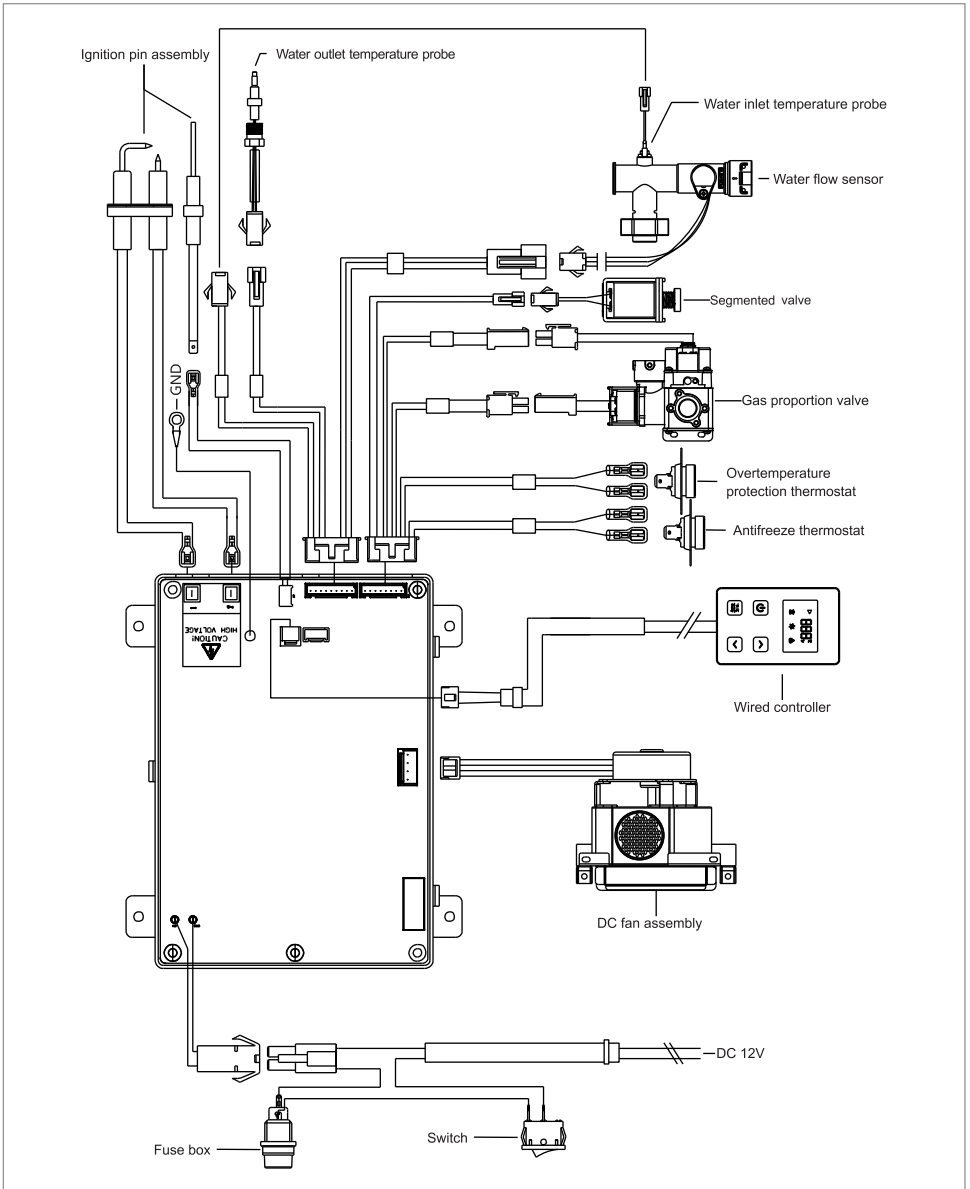 Ignition pin assembly
Water outlet temperature probe
Water inlet temperature probe
Water flow sensor
Segmented valve
GND
Gas proportion valve
Overtemperature
protection thermostat
Antifreeze thermostat
CAUTION!
HIGH VOLTAGE
Wired controller
DC fan assembly
DC 12V
Fuse box
Switch